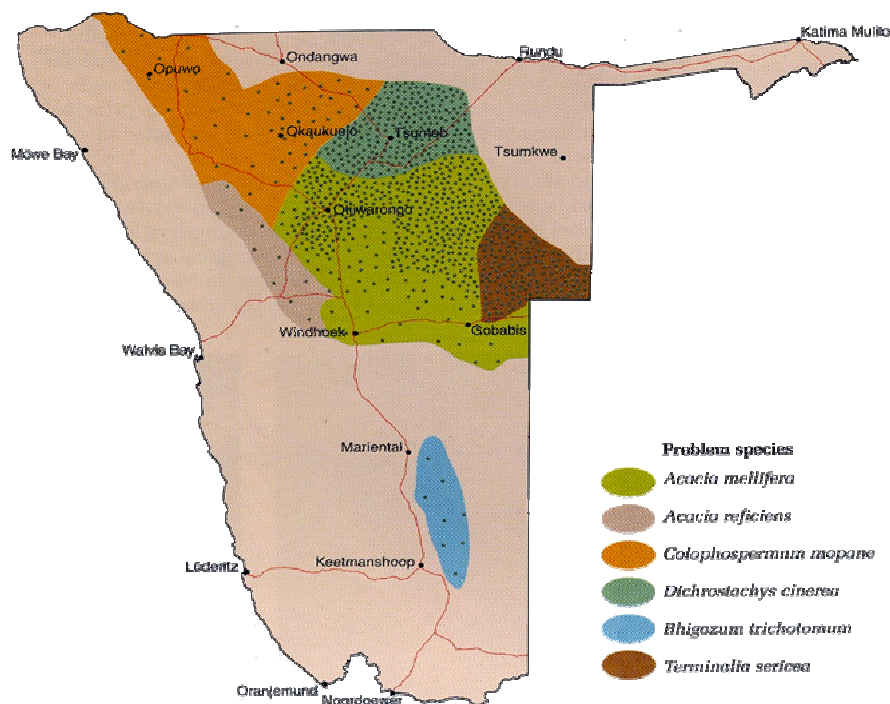 Katima Mulilo
Rundu
Ondangwa
Opuwo
Okaukuejo
Tsumeb
Möwe Bay
Tsumkwe
Otjiwarongo
Windhoek
Gobabis
Walvis Bay
Mariental
Problem species
Acacia mellifera
Acacia reficiens
Colophospermum mopane
Keetmanshoop
Lüderitz
Dichrostachys cinerea
Rhigozum trichotomum
Terminalia sericea
Oranjemund
Noordoewer